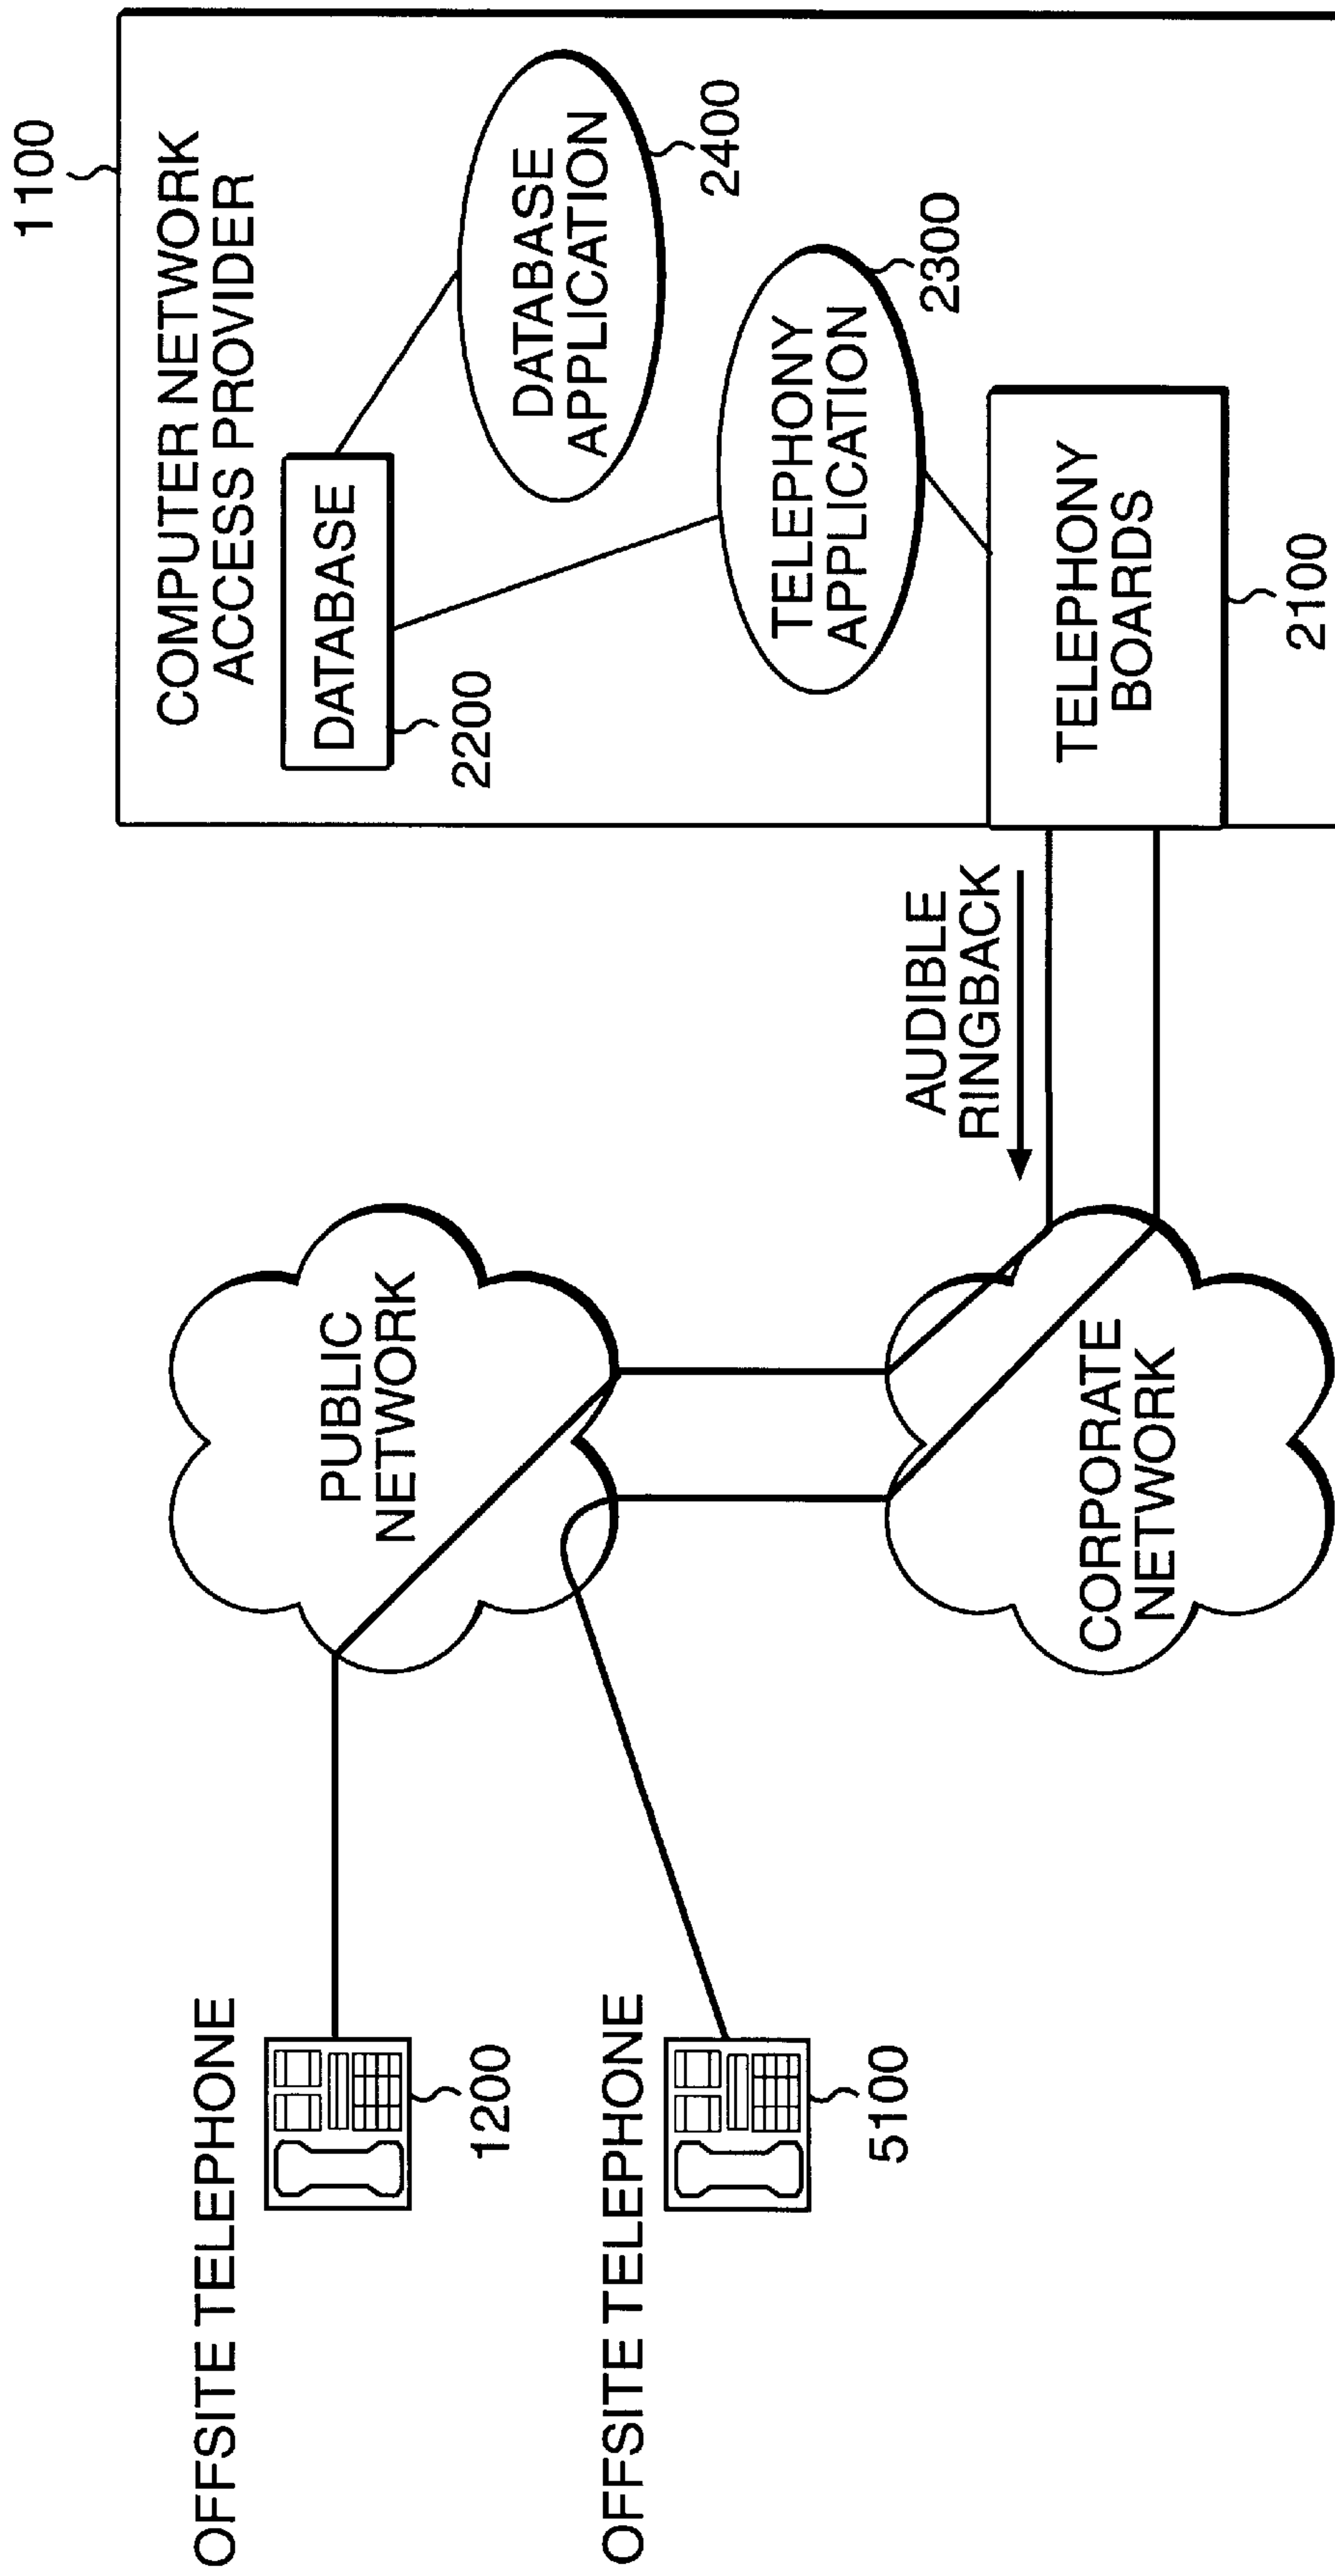 1100
COMPUTER NETWORK
ACCESS PROVIDER
DATABASE
2200
DATABASE
APPLICATION
2400
TELEPHONY
APPLICATION
2300
TELEPHONY
BOARDS
2100
AUDIBLE
RINGBACK
PUBLIC
NETWORK
CORPORATE
NETWORK
OFFSITE TELEPHONE
1200
OFFSITE TELEPHONE
5100